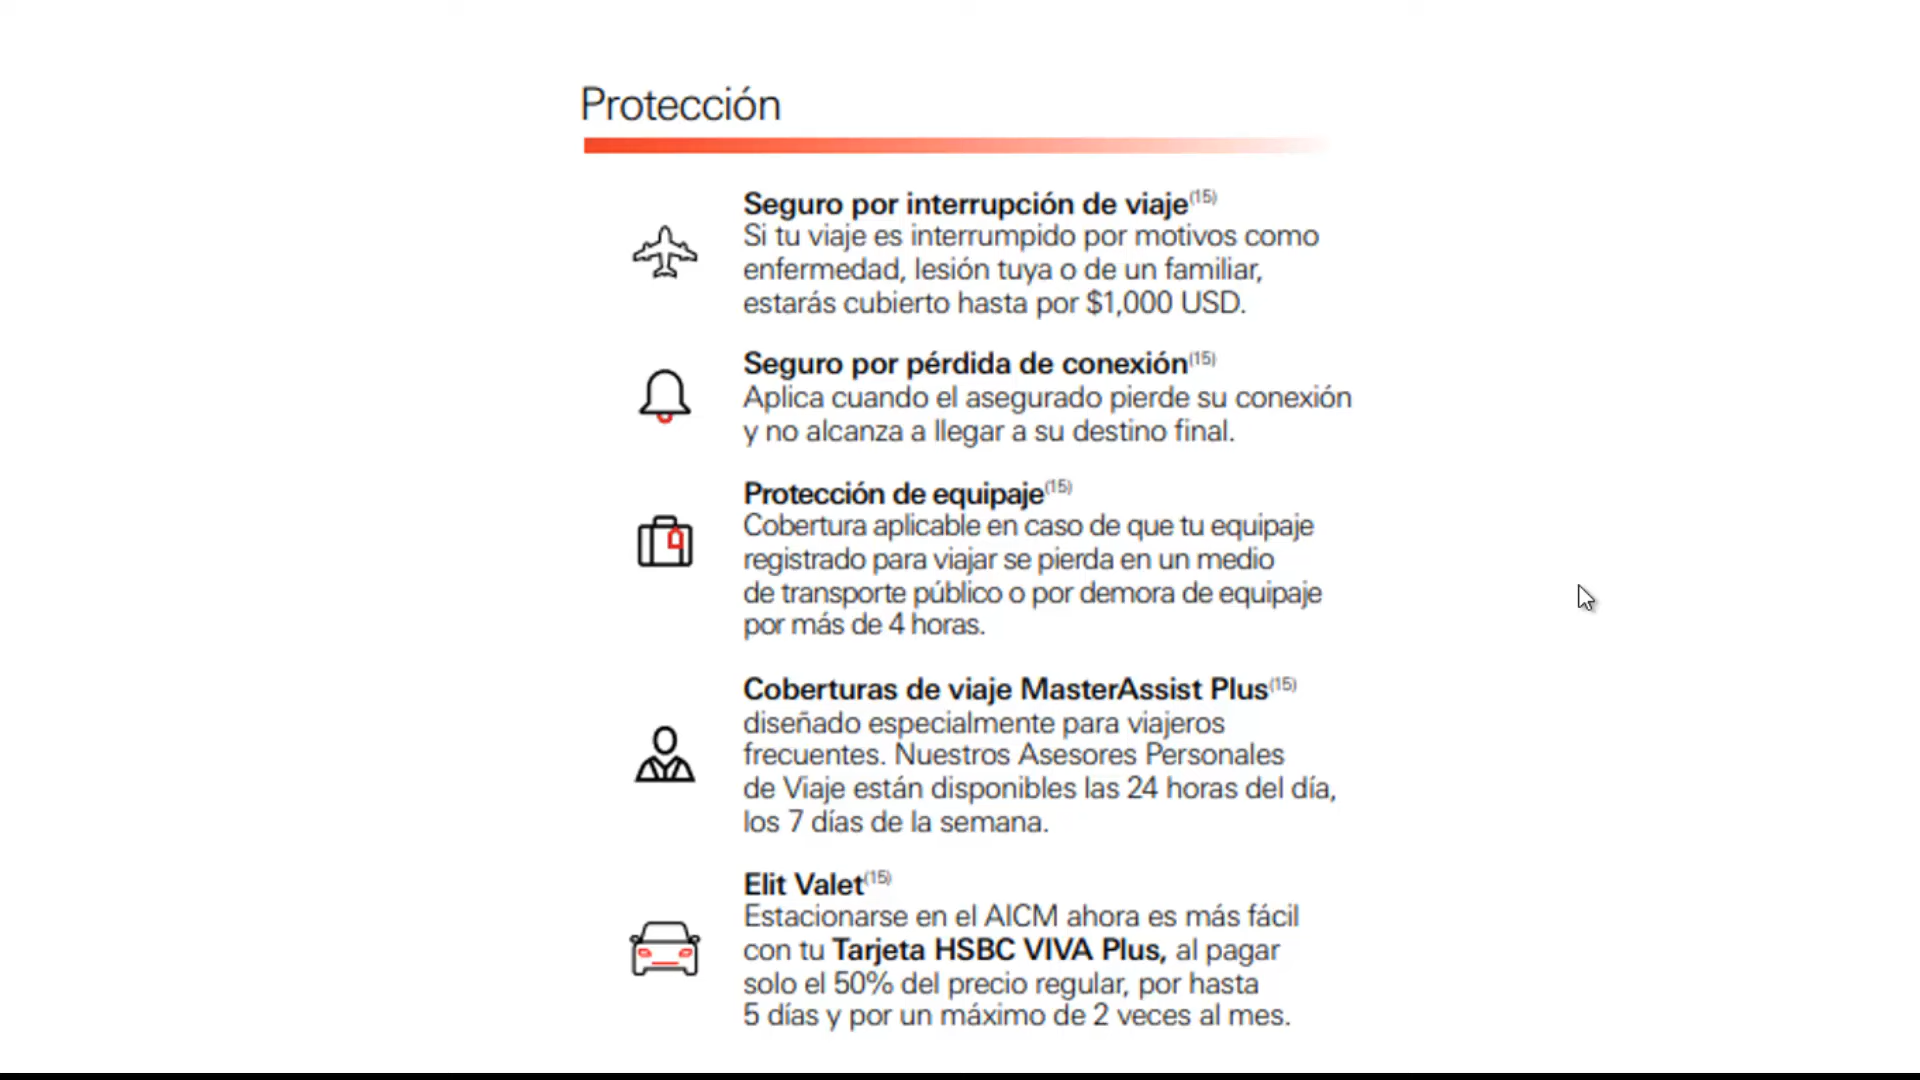 Protección
Seguro por interrupción de viaje(15)
Si tu viaje es interrumpido por motivos como
enfermedad, lesión tuya o de un familiar,
estarás cubierto hasta por $1,000 USD.
Seguro por pérdida de conexión(15)
Aplica cuando el asegurado pierde su conexión
y no alcanza a llegar a su destino final.
Protección de equipaje(15)
Cobertura aplicable en caso de que tu equipaje
registrado para viajar se pierda en un medio
de transporte público o por demora de equipaje
por más de 4 horas.
Coberturas de viaje MasterAssist Plus(15)
diseñado especialmente para viajeros
frecuentes. Nuestros Asesores Personales
de Viaje están disponibles las 24 horas del día,
los 7 días de la semana.
Elit Valet(15)
Estacionarse en el AICM ahora es más fácil
con tu Tarjeta HSBC VIVA Plus, al pagar
solo el 50% del precio regular, por hasta
5 días y por un máximo de 2 veces al mes.